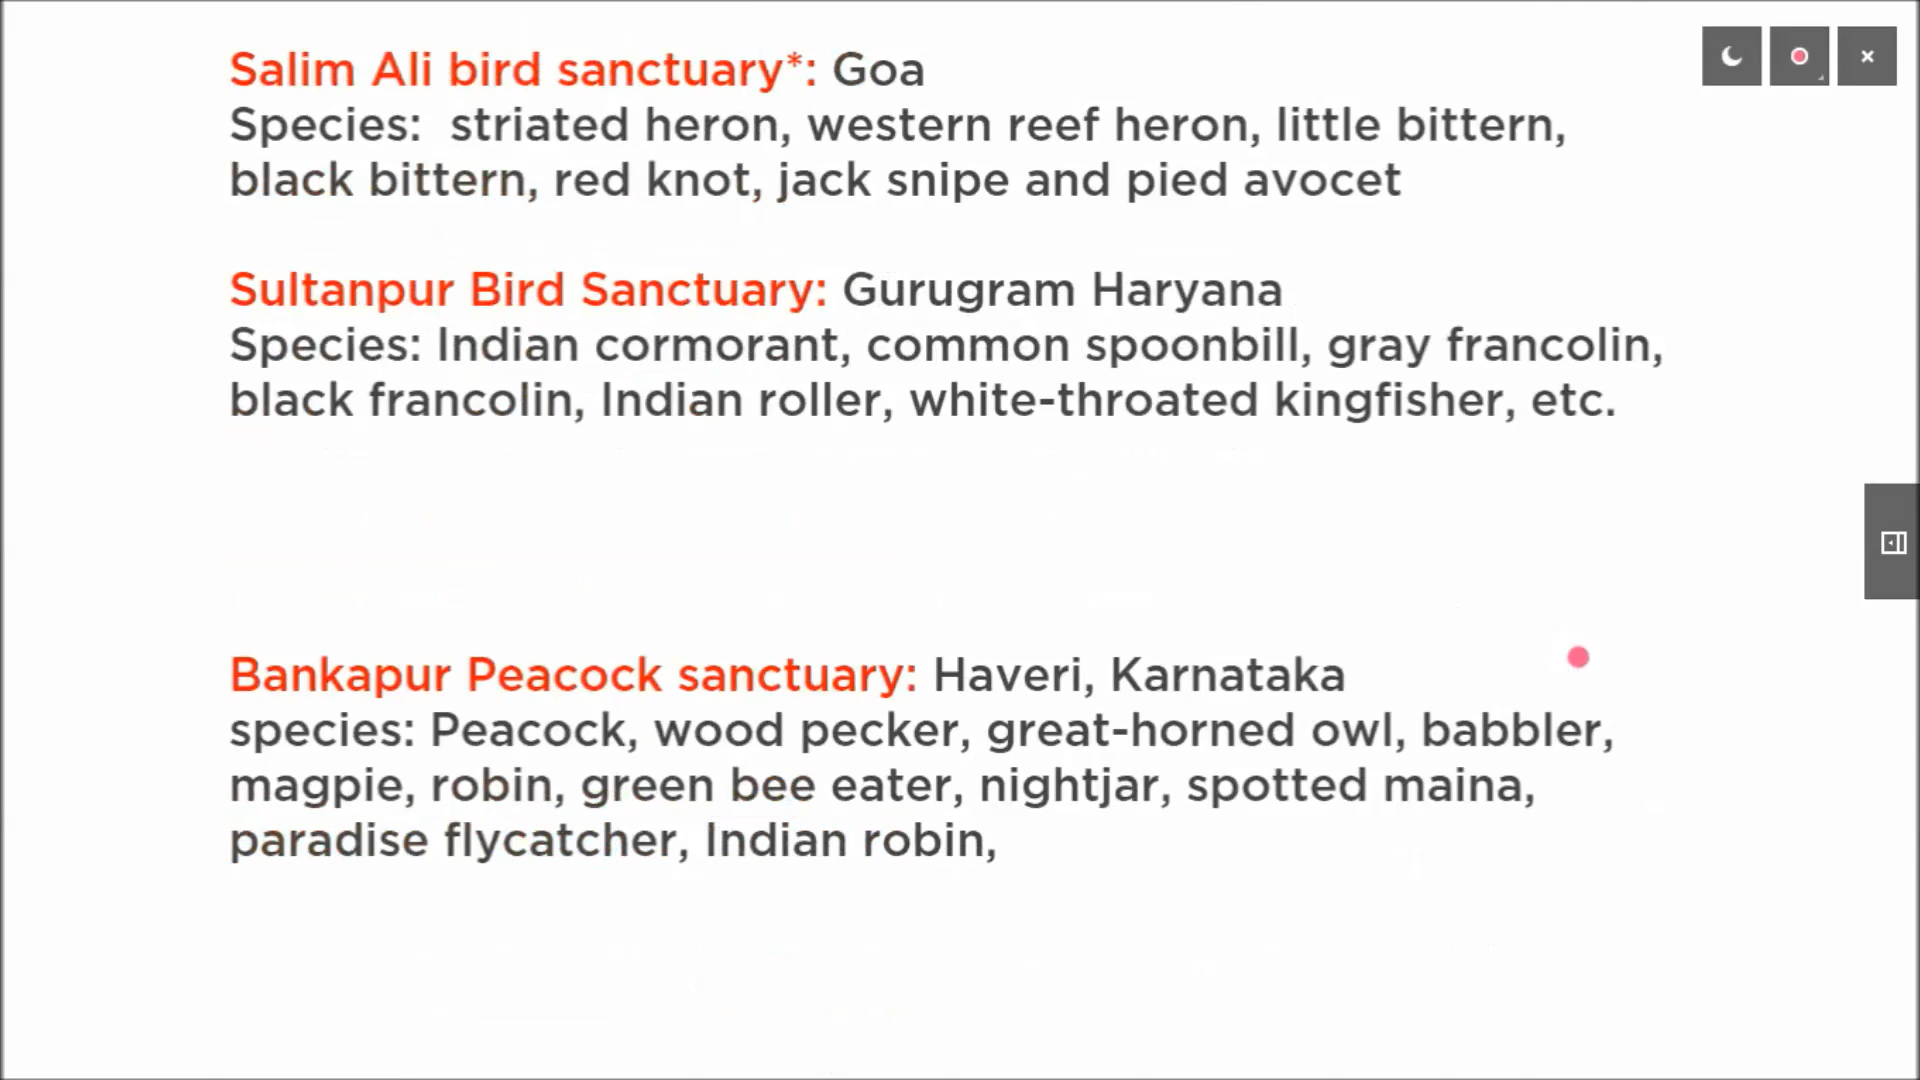 Salim Ali bird sanctuary*: Goa
Species:  striated heron, western reef heron, little bittern,
black bittern, red knot, jack snipe and pied avocet
Sultanpur Bird Sanctuary: Gurugram Haryana
Species: Indian cormorant, common spoonbill, gray francolin,
black francolin, Indian roller, white-throated kingfisher, etc.
Bankapur Peacock sanctuary: Haveri, Karnataka
species: Peacock, wood pecker, great-horned owl, babbler,
magpie, robin, green bee eater, nightjar, spotted maina,
paradise flycatcher, Indian robin,